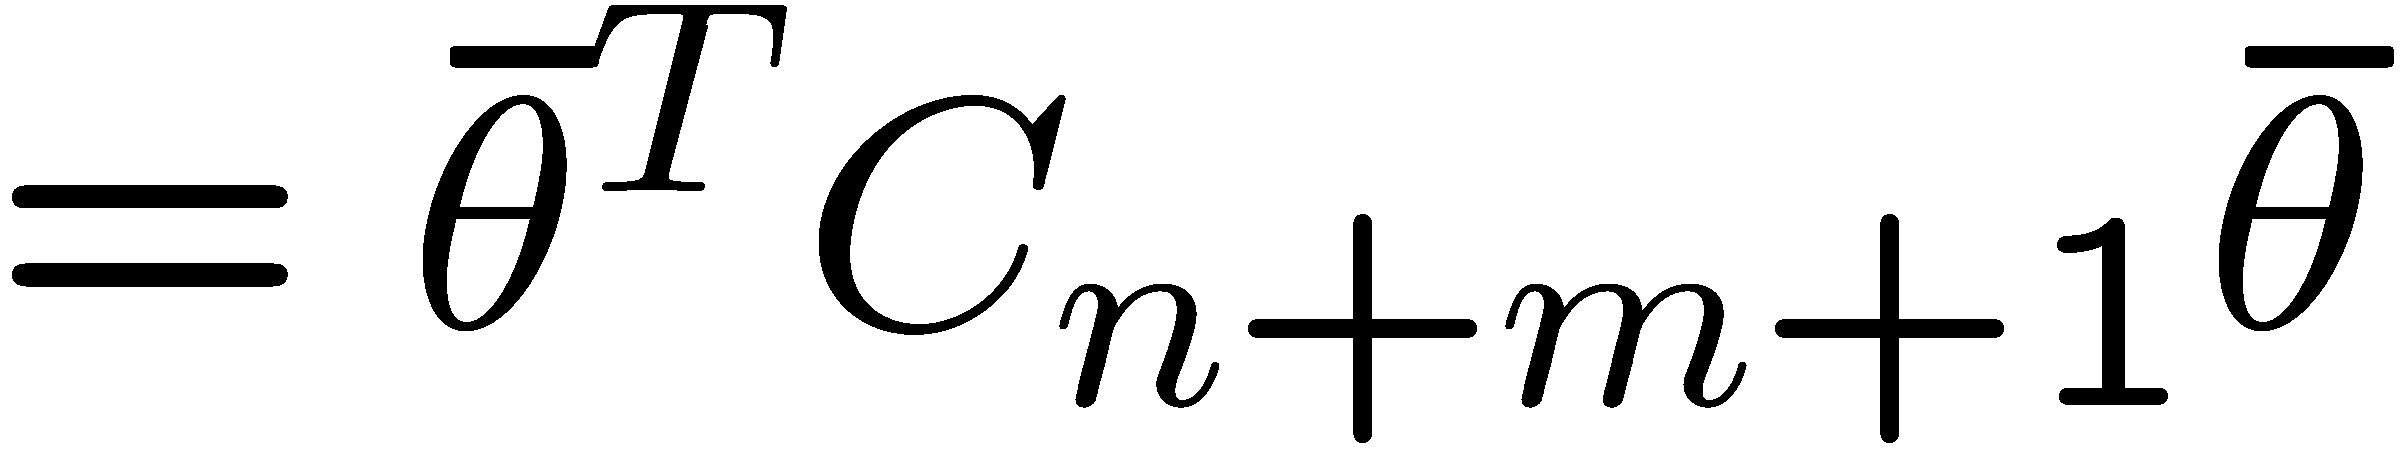 $= \bar{\theta}^T C_{n+m+1} \bar{\theta}$